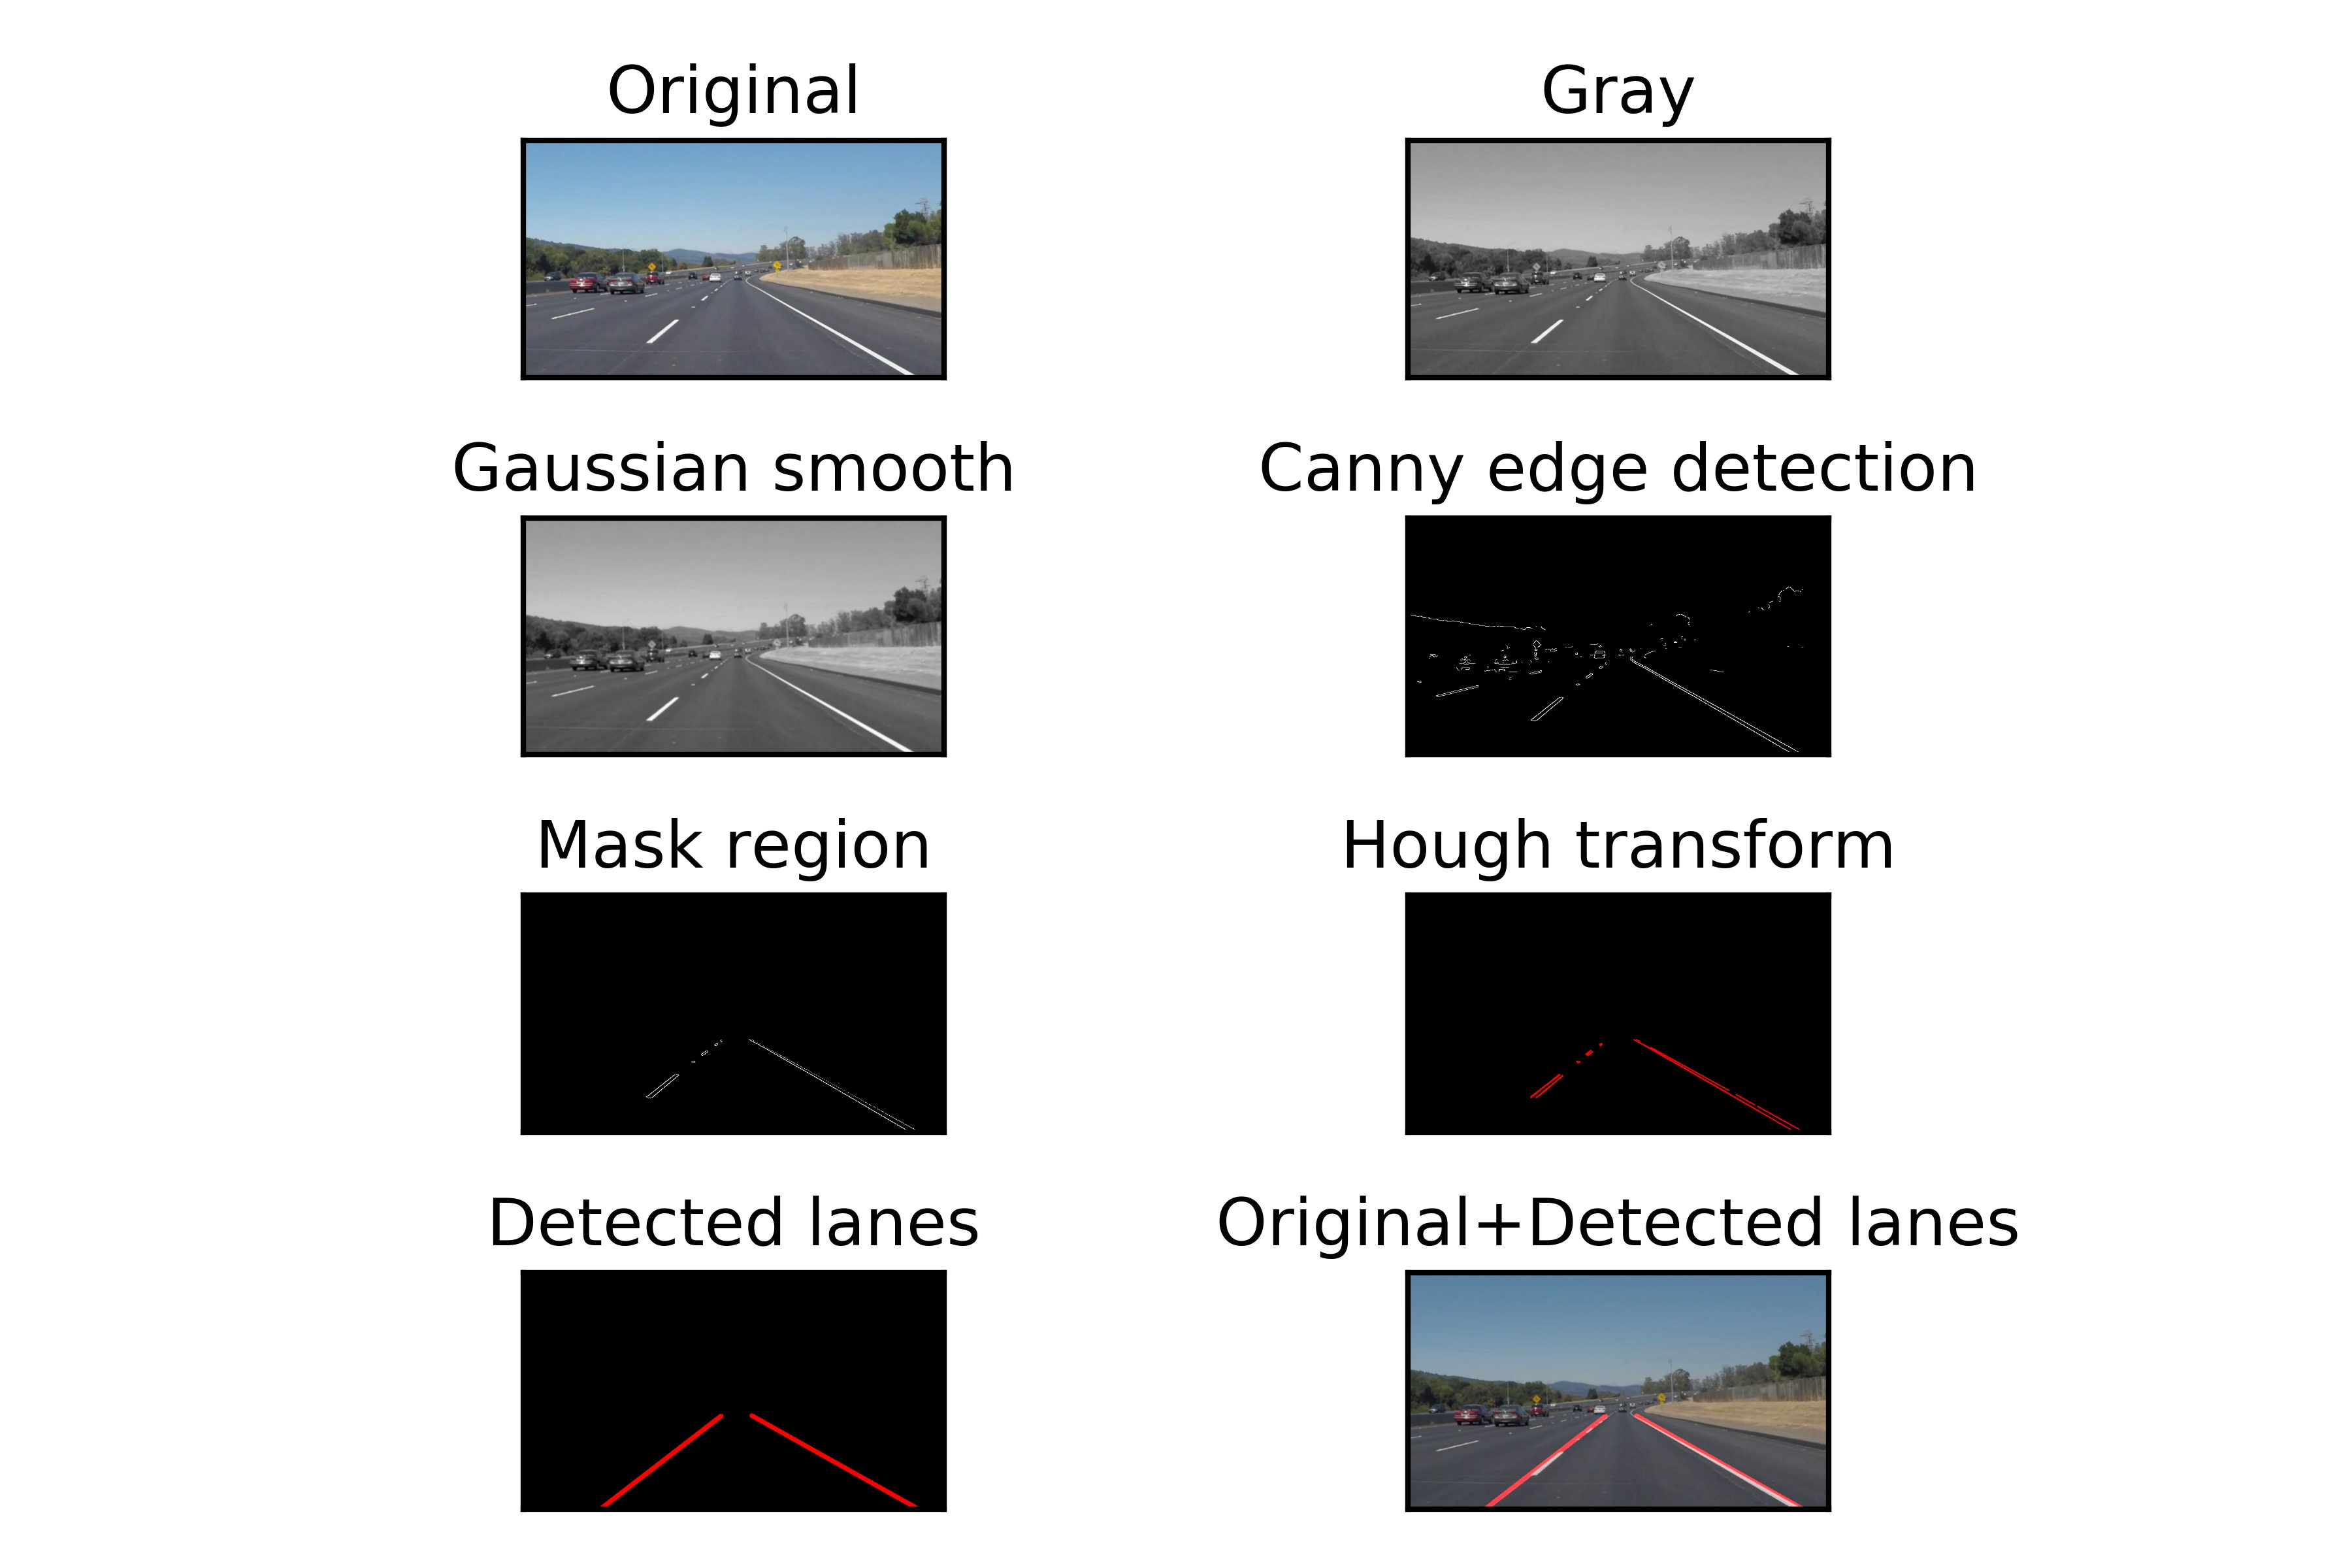 Original
Gray
Gaussian smooth
Canny edge detection
Mask region
Hough transform
Detected lanes
Original+Detected lanes